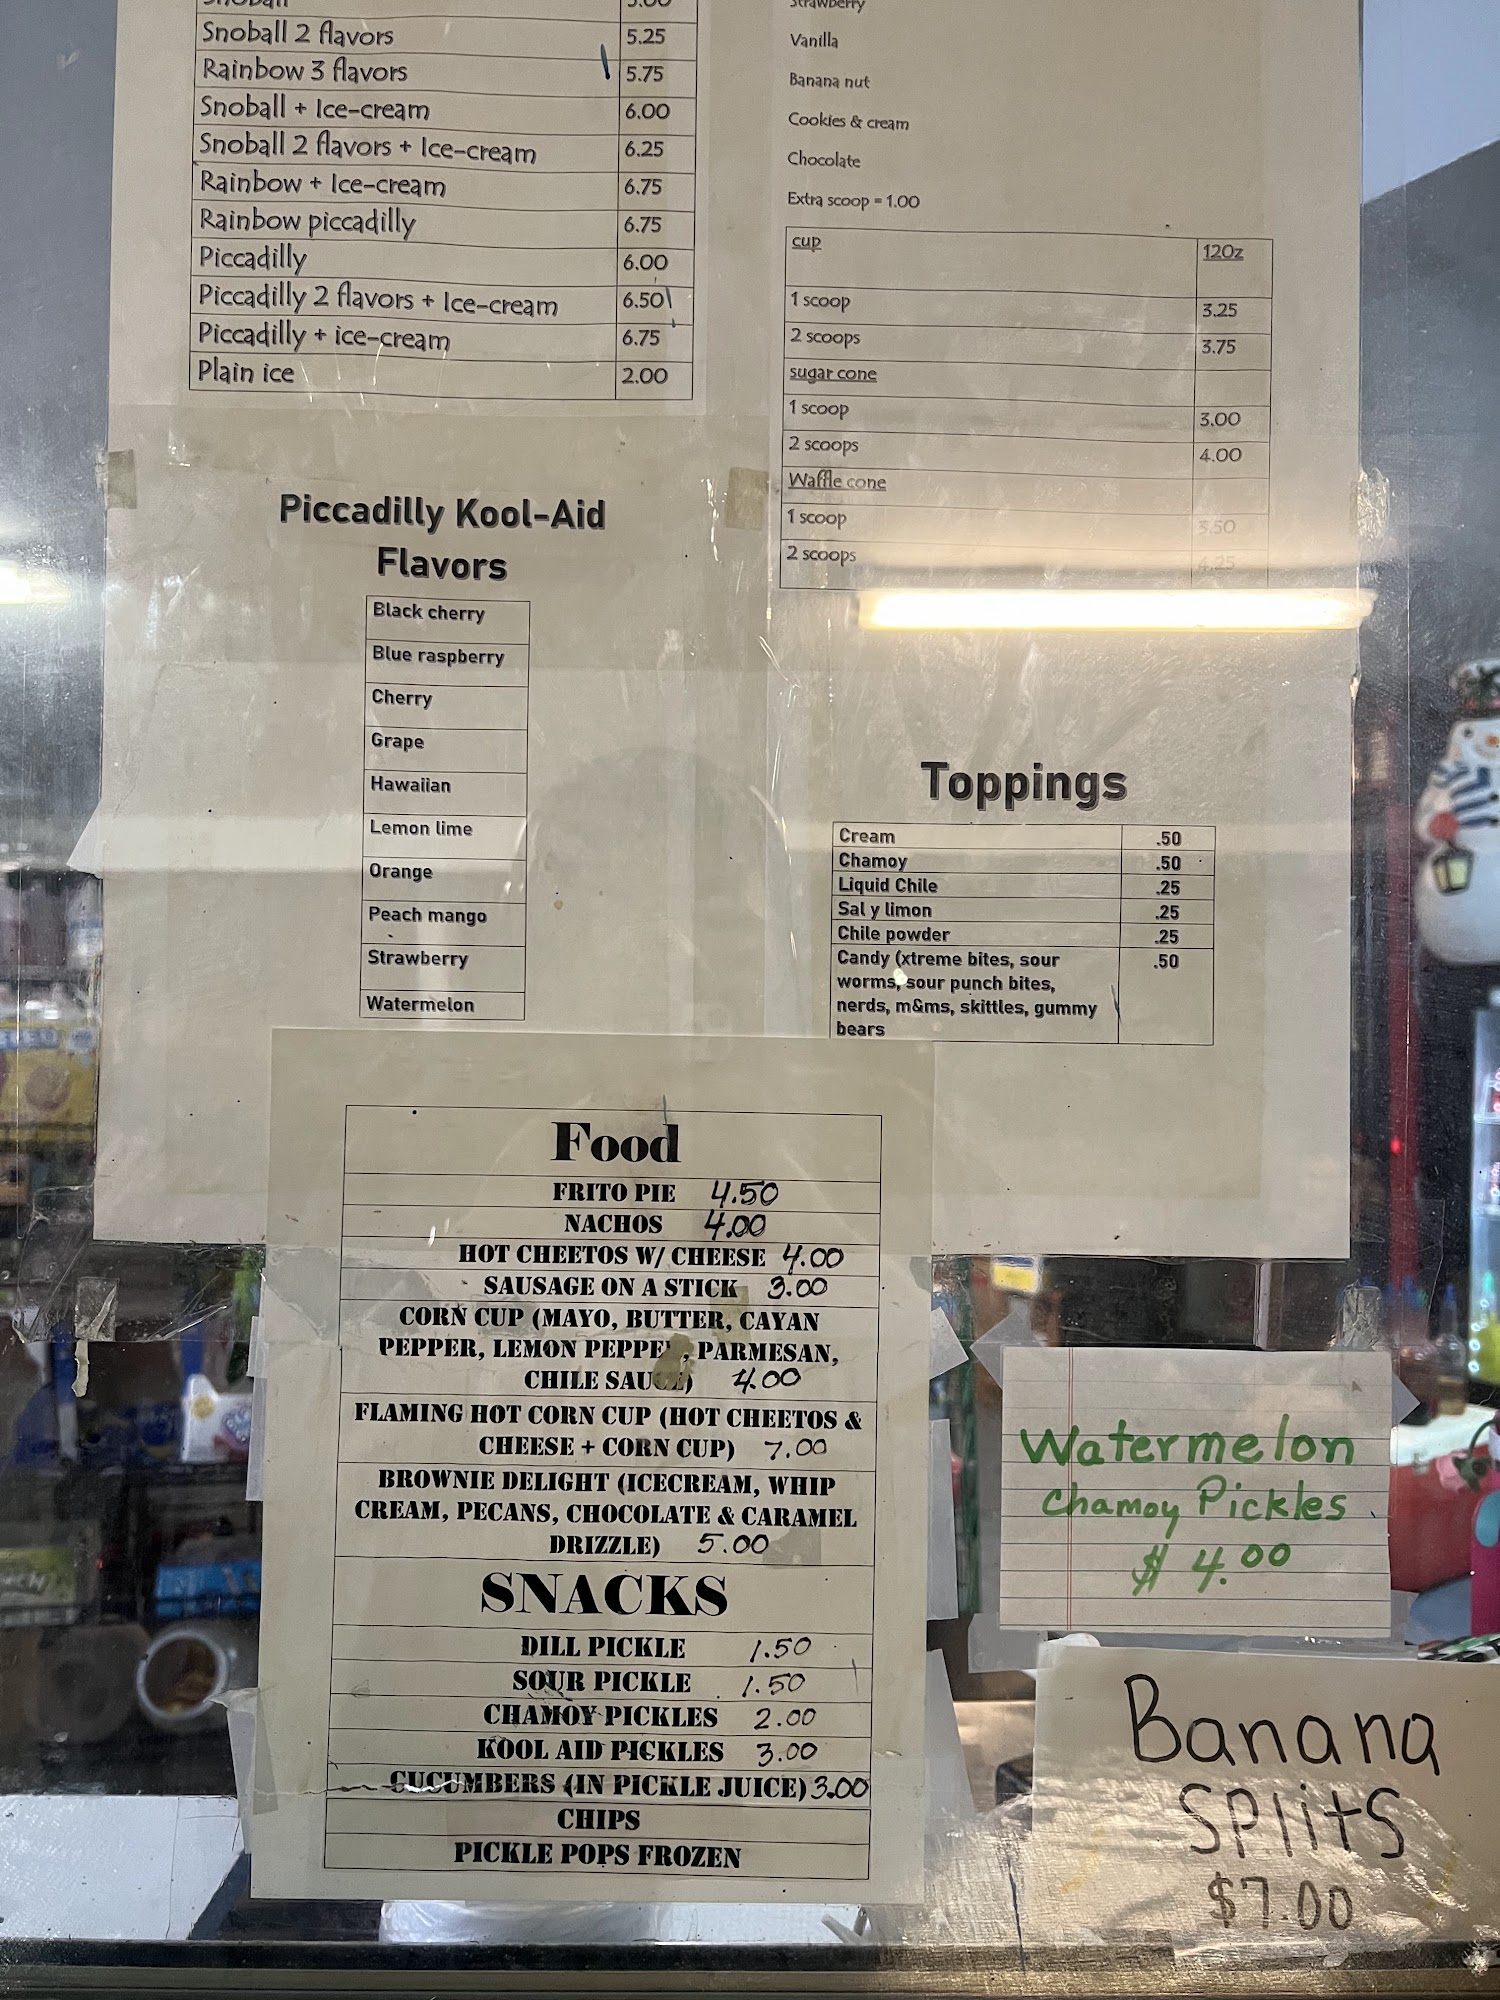 Snoball 5.00
Snoball 2 flavors 5.25
Rainbow 3 flavors 5.75
Snoball + Ice-cream 6.00
Snoball 2 flavors + Ice-cream 6.25
Rainbow + Ice-cream 6.75
Rainbow piccadilly 6.75
Piccadilly 6.00
Piccadilly 2 flavors + Ice-cream 6.50
Piccadilly + ice-cream 6.75
Plain ice 2.00
Strawberry
Vanilla
Banana nut
Cookies & cream
Chocolate
Extra scoop = 1.00
cup 12Oz
1 scoop 3.25
2 scoops 3.75
sugar cone
1 scoop 3.00
2 scoops 4.00
Waffle cone
1 scoop 3.50
2 scoops 4.25
Piccadilly Kool-Aid
Flavors
Black cherry
Blue raspberry
Cherry
Grape
Hawaiian
Lemon lime
Orange
Peach mango
Strawberry
Watermelon
Toppings
Cream .50
Chamoy .50
Liquid Chile .25
Sal y limon .25
Chile powder .25
Candy (xtreme bites, sour .50
worms, sour punch bites,
nerds, m&ms, skittles, gummy
bears
Food
FRITO PIE 4.50
NACHOS 4.00
HOT CHEETOS W/ CHEESE 4.00
SAUSAGE ON A STICK 3.00
CORN CUP (MAYO, BUTTER, CAYAN
PEPPER, LEMON PEPPER, PARMESAN,
CHILE SAUCE) 4.00
FLAMING HOT CORN CUP (HOT CHEETOS &
CHEESE + CORN CUP) 7.00
BROWNIE DELIGHT (ICECREAM, WHIP
CREAM, PECANS, CHOCOLATE & CARAMEL
DRIZZLE) 5.00
SNACKS
DILL PICKLE 1.50
SOUR PICKLE 1.50
CHAMOY PICKLES 2.00
KOOL AID PICKLES 3.00
CUCUMBERS (IN PICKLE JUICE) 3.00
CHIPS
PICKLE POPS FROZEN
Watermelon
Chamoy Pickles
$ 4.00
Banana
SPlitS
$7.00